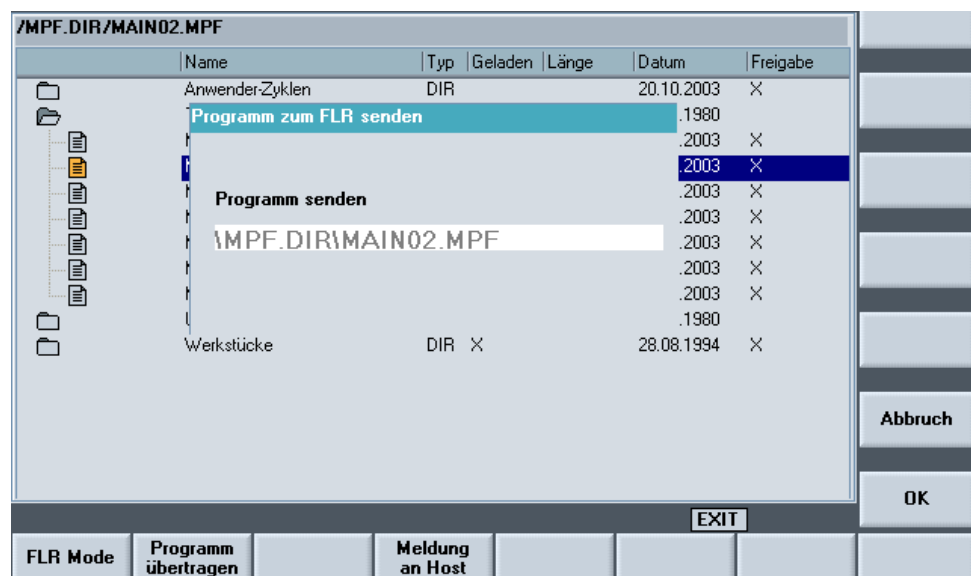 /MPF.DIR/MAIN02.MPF
Name Typ Geladen Länge Datum Freigabe
Anwender-Zyklen DIR 20.10.2003 X
.1980
Programm zum FLR senden
.2003 X
.2003 X
.2003 X
Programm senden
.2003 X
\MPF.DIR\MAIN02.MPF
.2003 X
.2003 X
.2003 X
.1980
Werkstücke DIR X 28.08.1994 X
Abbruch
OK
EXIT
FLR Mode
Programm
übertragen
Meldung
an Host